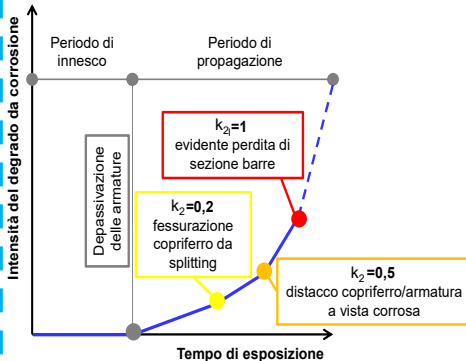 Intensità del degrado da corrosione
Periodo di
innesco
Periodo di
propagazione
Depassivazione
delle armature
k2=1
evidente perdita di
sezione barre
k2=0,2
fessurazione
copriferro da
splitting
k2=0,5
distacco copriferro/armatura
a vista corrosa
Tempo di esposizione